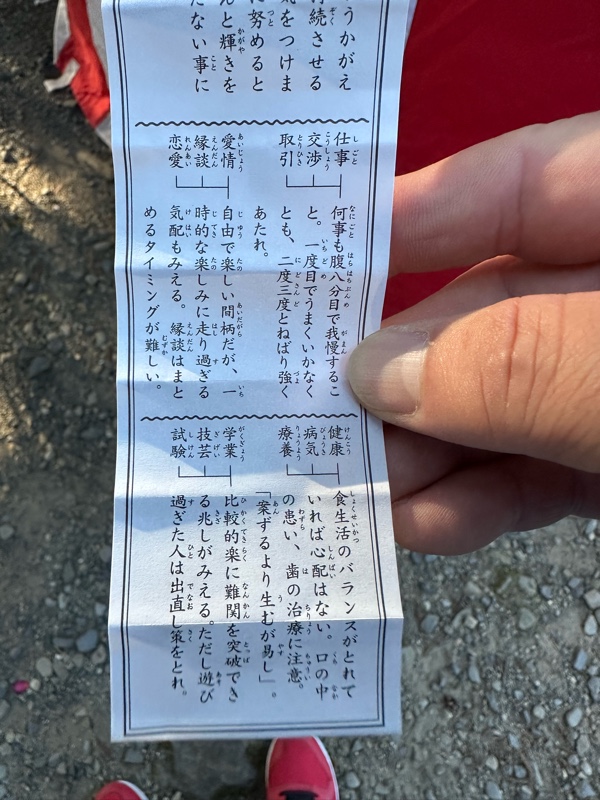 うかがえ
続させる
気をつけま
に努めると
んと輝きを
ない事に
仕事
交渉
取引
何事も腹八分目で我慢するこ
と。一度目でうまくいかなく
とも、二度三度とねばり強く
あたれ。
愛情
縁談
恋愛
自由で楽しい間柄だが、一
時的な楽しみに走り過ぎる
気配もみえる。縁談はまと
めるタイミングが難しい。
健康
病気
療養
食生活のバランスがとれて
いれば心配はない。口の中
の患い、歯の治療に注意。
「案ずるより生むが易し」。
学業
技芸
試験
比較的楽に難関を突破でき
る兆しがみえる。ただし遊び
過ぎた人は出直し策をとれ。